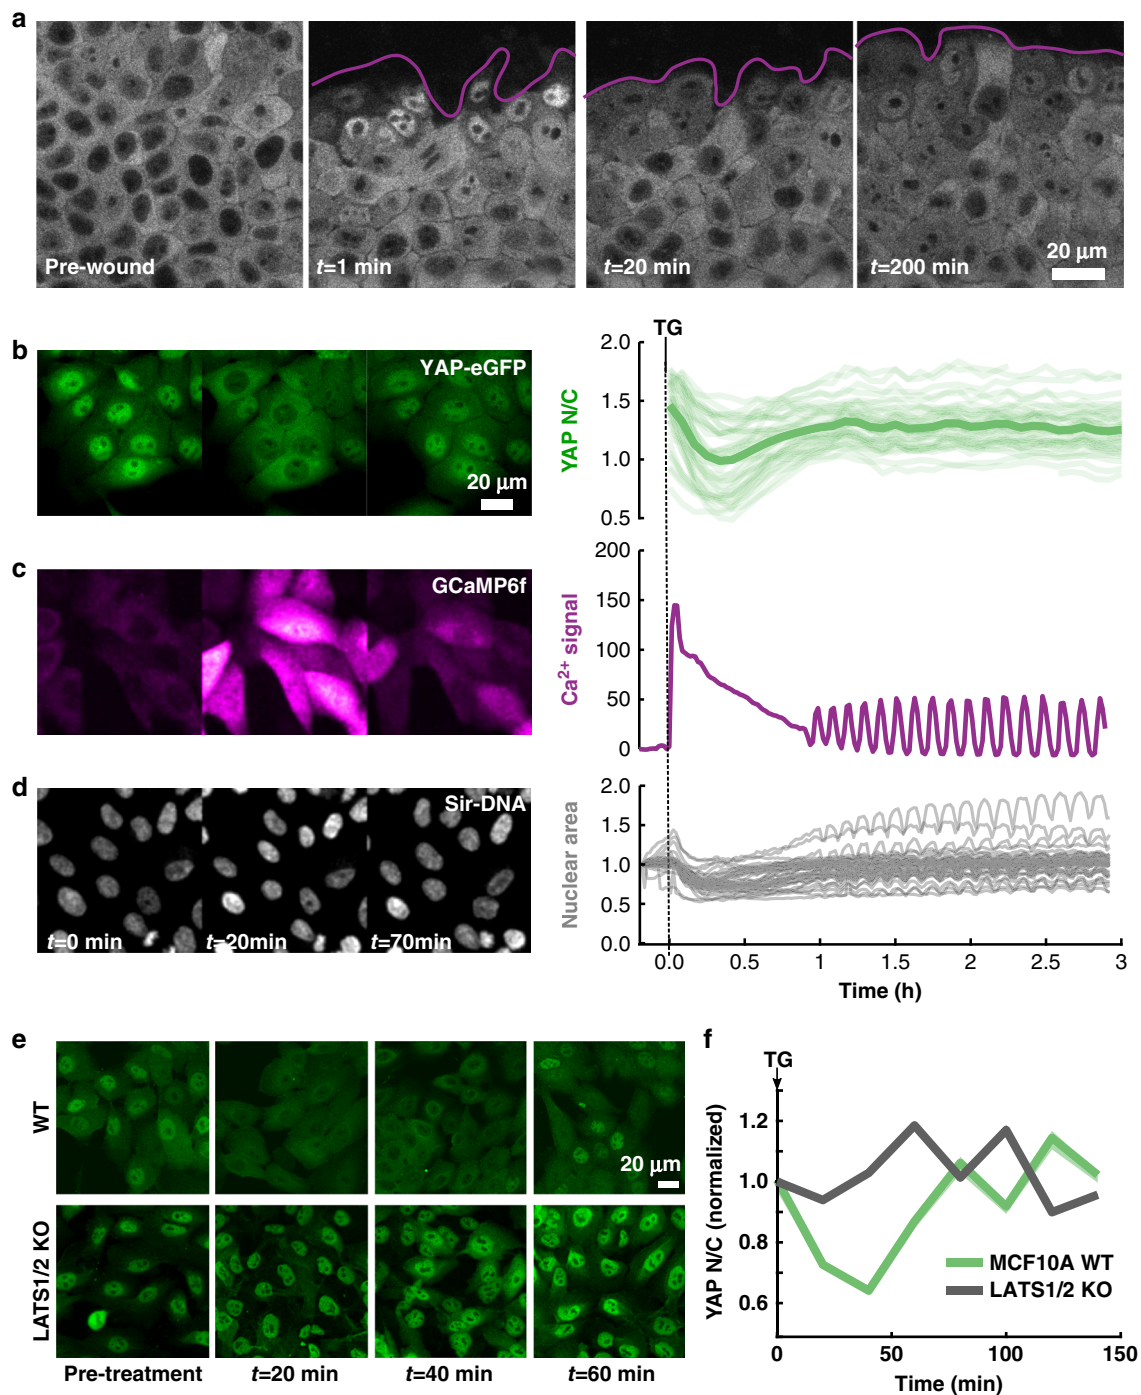 a
Pre-wound
t=1 min
t=20 min
t=200 min
20 μm
b
YAP-eGFP
20 μm
TG
2.0
1.5
1.0
0.5
YAP N/C
c
GCaMP6f
200
150
100
50
0
Ca2+ signal
d
Sir-DNA
t=0 min
t=20min
t=70min
2.0
1.5
1.0
0.5
0.0
Nuclear area
0.0
0.5
1
1.5
2
2.5
3
Time (h)
e
WT
20 μm
LATS1/2 KO
Pre-treatment
t=20 min
t=40 min
t=60 min
f
TG
1.2
1.0
0.8
0.6
YAP N/C (normalized)
MCF10A WT
LATS1/2 KO
0
50
100
150
Time (min)